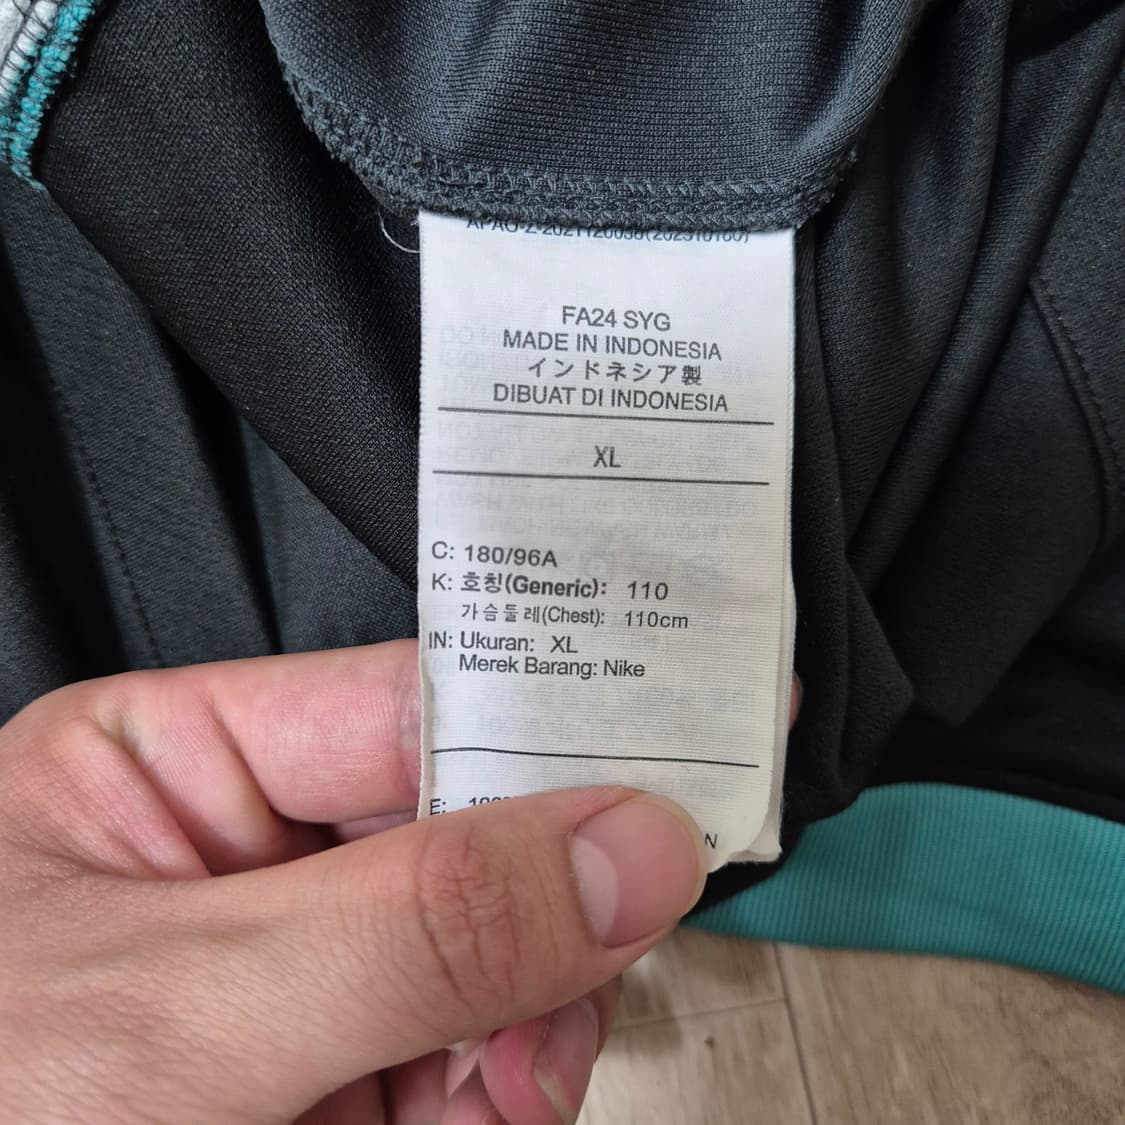 FA24 SYG
MADE IN INDONESIA
インドネシア製
DIBUAT DI INDONESIA
XL
C: 180/96A
K: 호칭(Generic): 110
가슴둘레(Chest): 110cm
IN: Ukuran: XL
Merek Barang: Nike
E: